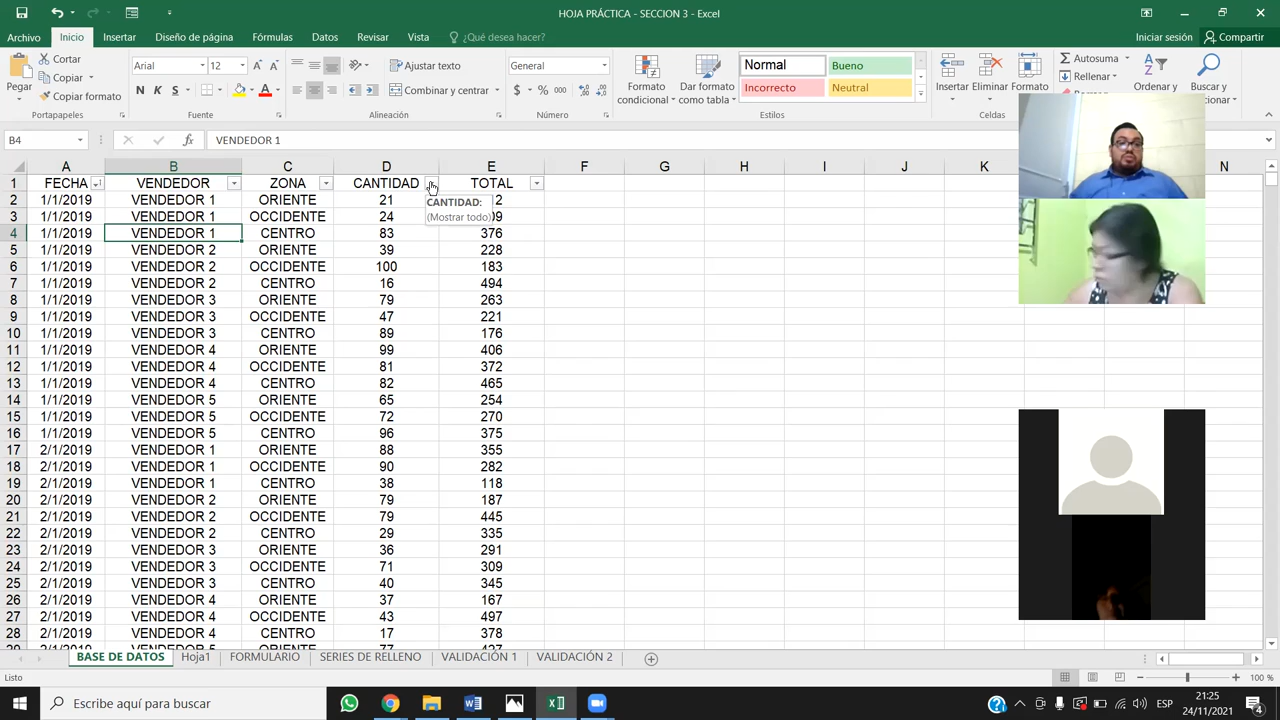 HOJA PRÁCTICA - SECCION 3 - Excel
Archivo Inicio Insertar Diseño de página Fórmulas Datos Revisar Vista ¿Qué desea hacer? Iniciar sesión Compartir
Pegar
Cortar
Copiar
Copiar formato
Portapapeles
Arial 12
N K S
Fuente
Ajustar texto
Combinar y centrar
Alineación
General
$ % 000
Número
Formato condicional
Dar formato como tabla
Normal Bueno
Incorrecto Neutral
Estilos
Insertar Eliminar Formato
Celdas
Autosuma
Rellenar
Ordenar y
Buscar y
B4 VENDEDOR 1
A B C D E F G H I J K N
1 FECHA VENDEDOR ZONA CANTIDAD TOTAL
CANTIDAD:
(Mostrar todo)
2 1/1/2019 VENDEDOR 1 ORIENTE 21 2
3 1/1/2019 VENDEDOR 1 OCCIDENTE 24 9
4 1/1/2019 VENDEDOR 1 CENTRO 83 376
5 1/1/2019 VENDEDOR 2 ORIENTE 39 228
6 1/1/2019 VENDEDOR 2 OCCIDENTE 100 183
7 1/1/2019 VENDEDOR 2 CENTRO 16 494
8 1/1/2019 VENDEDOR 3 ORIENTE 79 263
9 1/1/2019 VENDEDOR 3 OCCIDENTE 47 221
10 1/1/2019 VENDEDOR 3 CENTRO 89 176
11 1/1/2019 VENDEDOR 4 ORIENTE 99 406
12 1/1/2019 VENDEDOR 4 OCCIDENTE 81 372
13 1/1/2019 VENDEDOR 4 CENTRO 82 465
14 1/1/2019 VENDEDOR 5 ORIENTE 65 254
15 1/1/2019 VENDEDOR 5 OCCIDENTE 72 270
16 1/1/2019 VENDEDOR 5 CENTRO 96 375
17 2/1/2019 VENDEDOR 1 ORIENTE 88 355
18 2/1/2019 VENDEDOR 1 OCCIDENTE 90 282
19 2/1/2019 VENDEDOR 1 CENTRO 38 118
20 2/1/2019 VENDEDOR 2 ORIENTE 79 187
21 2/1/2019 VENDEDOR 2 OCCIDENTE 79 445
22 2/1/2019 VENDEDOR 2 CENTRO 29 335
23 2/1/2019 VENDEDOR 3 ORIENTE 36 291
24 2/1/2019 VENDEDOR 3 OCCIDENTE 71 309
25 2/1/2019 VENDEDOR 3 CENTRO 40 345
26 2/1/2019 VENDEDOR 4 ORIENTE 37 167
27 2/1/2019 VENDEDOR 4 OCCIDENTE 43 497
28 2/1/2019 VENDEDOR 4 CENTRO 17 378
29 2/1/2019 VENDEDOR 5 ORIENTE 77 427
BASE DE DATOS Hoja1 FORMULARIO SERIES DE RELLENO VALIDACIÓN 1 VALIDACIÓN 2
Listo 100 %
Escribe aquí para buscar
ESP
21:25
24/11/2021